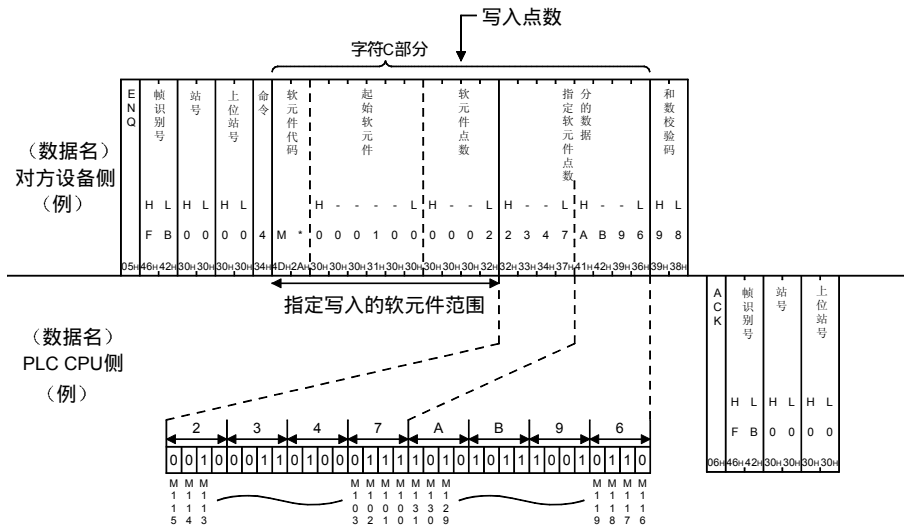 写入点数
字符C部分
ENQ 帧识别号 站号 上位站号 命令 软元件代码 起始软元件 软元件点数 指定软元件点数 分的数据 和数校验码
（数据名）
对方设备侧
（例）
H L H L H L H - - - - L H - - L H - - L H - - L H L
F B 0 0 0 0 4 M * 0 0 0 1 0 0 0 0 0 2 2 3 4 7 A B 9 6 9 8
05H 46H 42H 30H 30H 30H 30H 34H 4DH 2AH 30H 30H 30H 31H 30H 30H 30H 30H 30H 32H 32H 33H 34H 37H 41H 42H 39H 36H 39H 38H
指定写入的软元件范围
（数据名）
PLC CPU侧
（例）
ACK 帧识别号 站号 上位站号
H L H L H L
F B 0 0 0 0
06H 46H 42H 30H 30H 30H 30H
2 3 4 7 A B 9 6
0 0 1 0 0 0 1 1 0 1 0 0 0 1 1 1 1 0 1 0 1 0 1 1 1 0 0 1 0 1 1 0
M115 M114 M113 M103 M102 M101 M100 M131 M130 M129 M119 M118 M117 M116